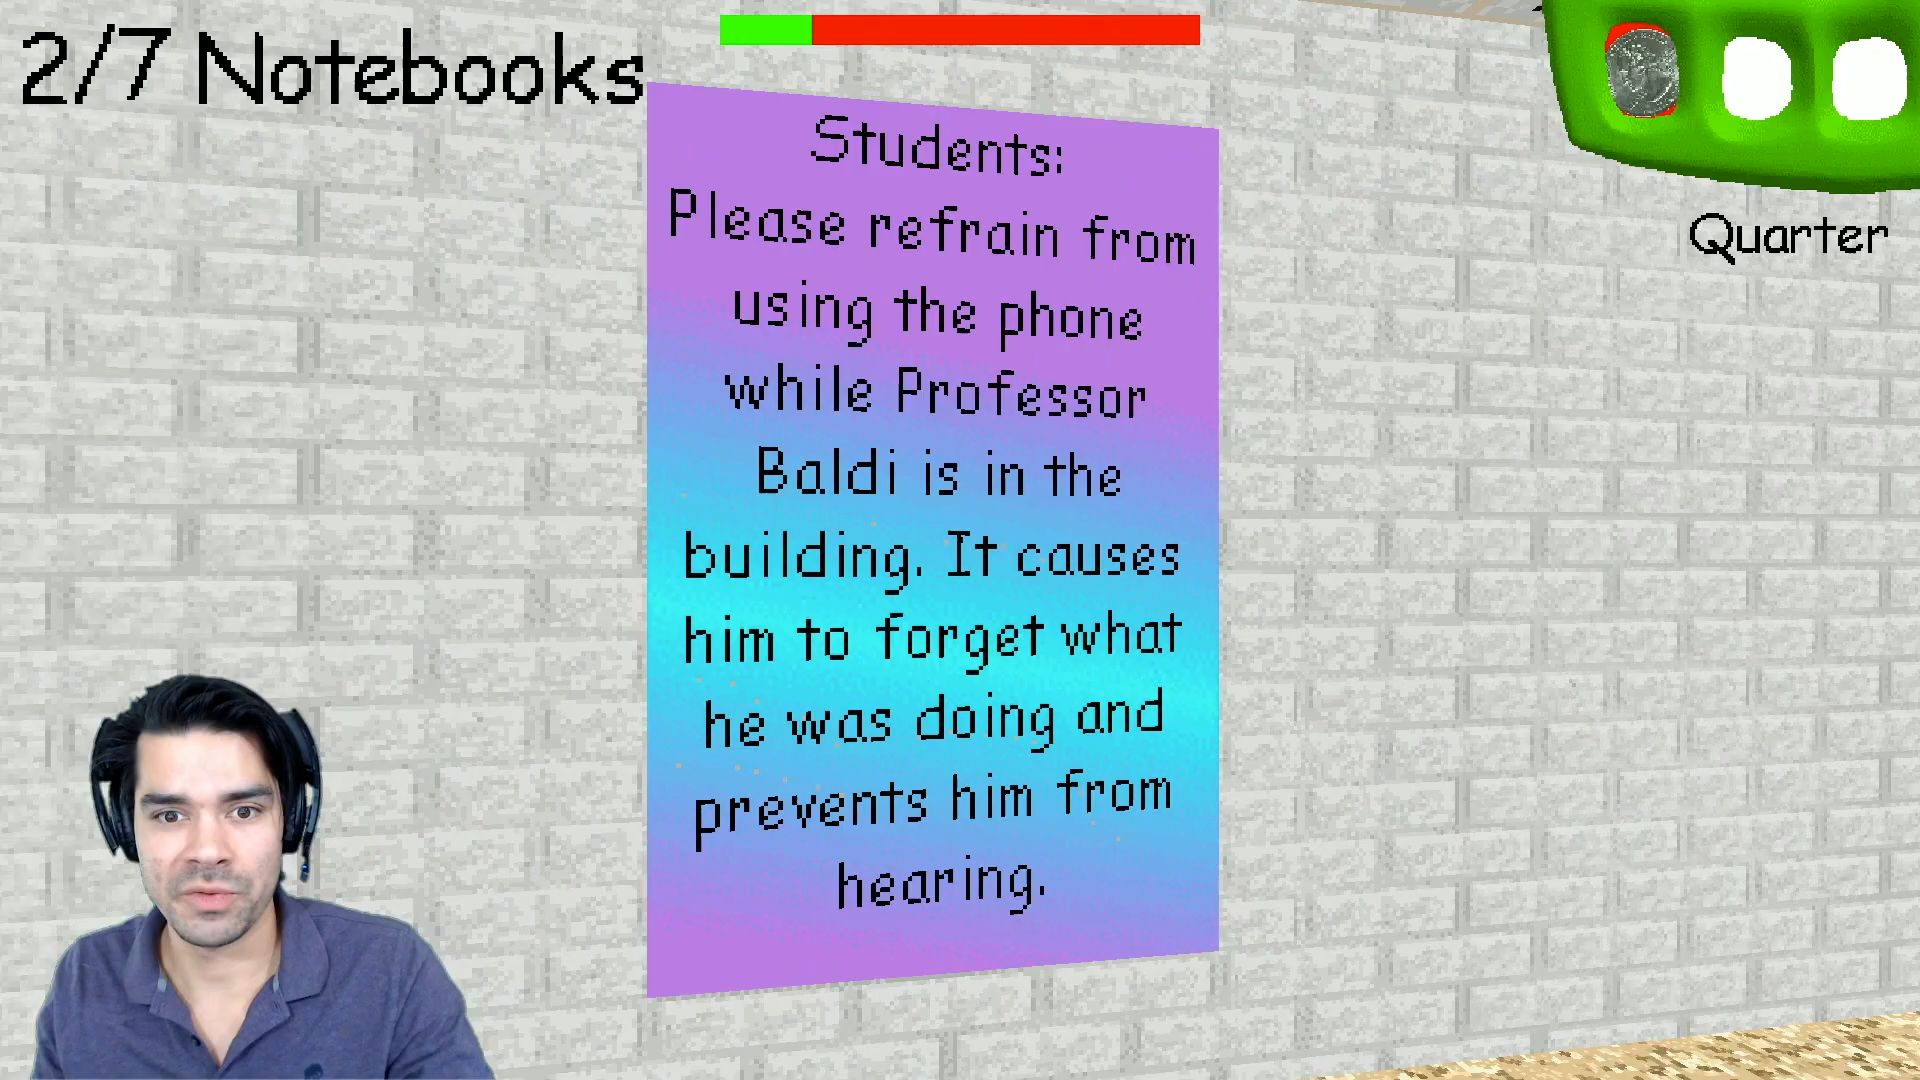 2/7 Notebooks
Students:
Please refrain from
using the phone
while Professor
Baldi is in the
building. It causes
him to forget what
he was doing and
prevents him from
hearing.
Quarter